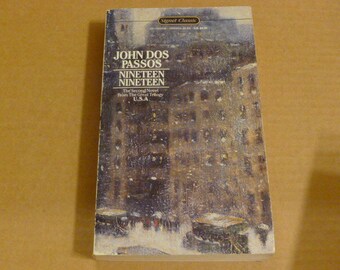 Signet Classic
JOHN DOS
PASSOS
NINETEEN
NINETEEN
The Second Novel
From The Great Trilogy
U.S.A.